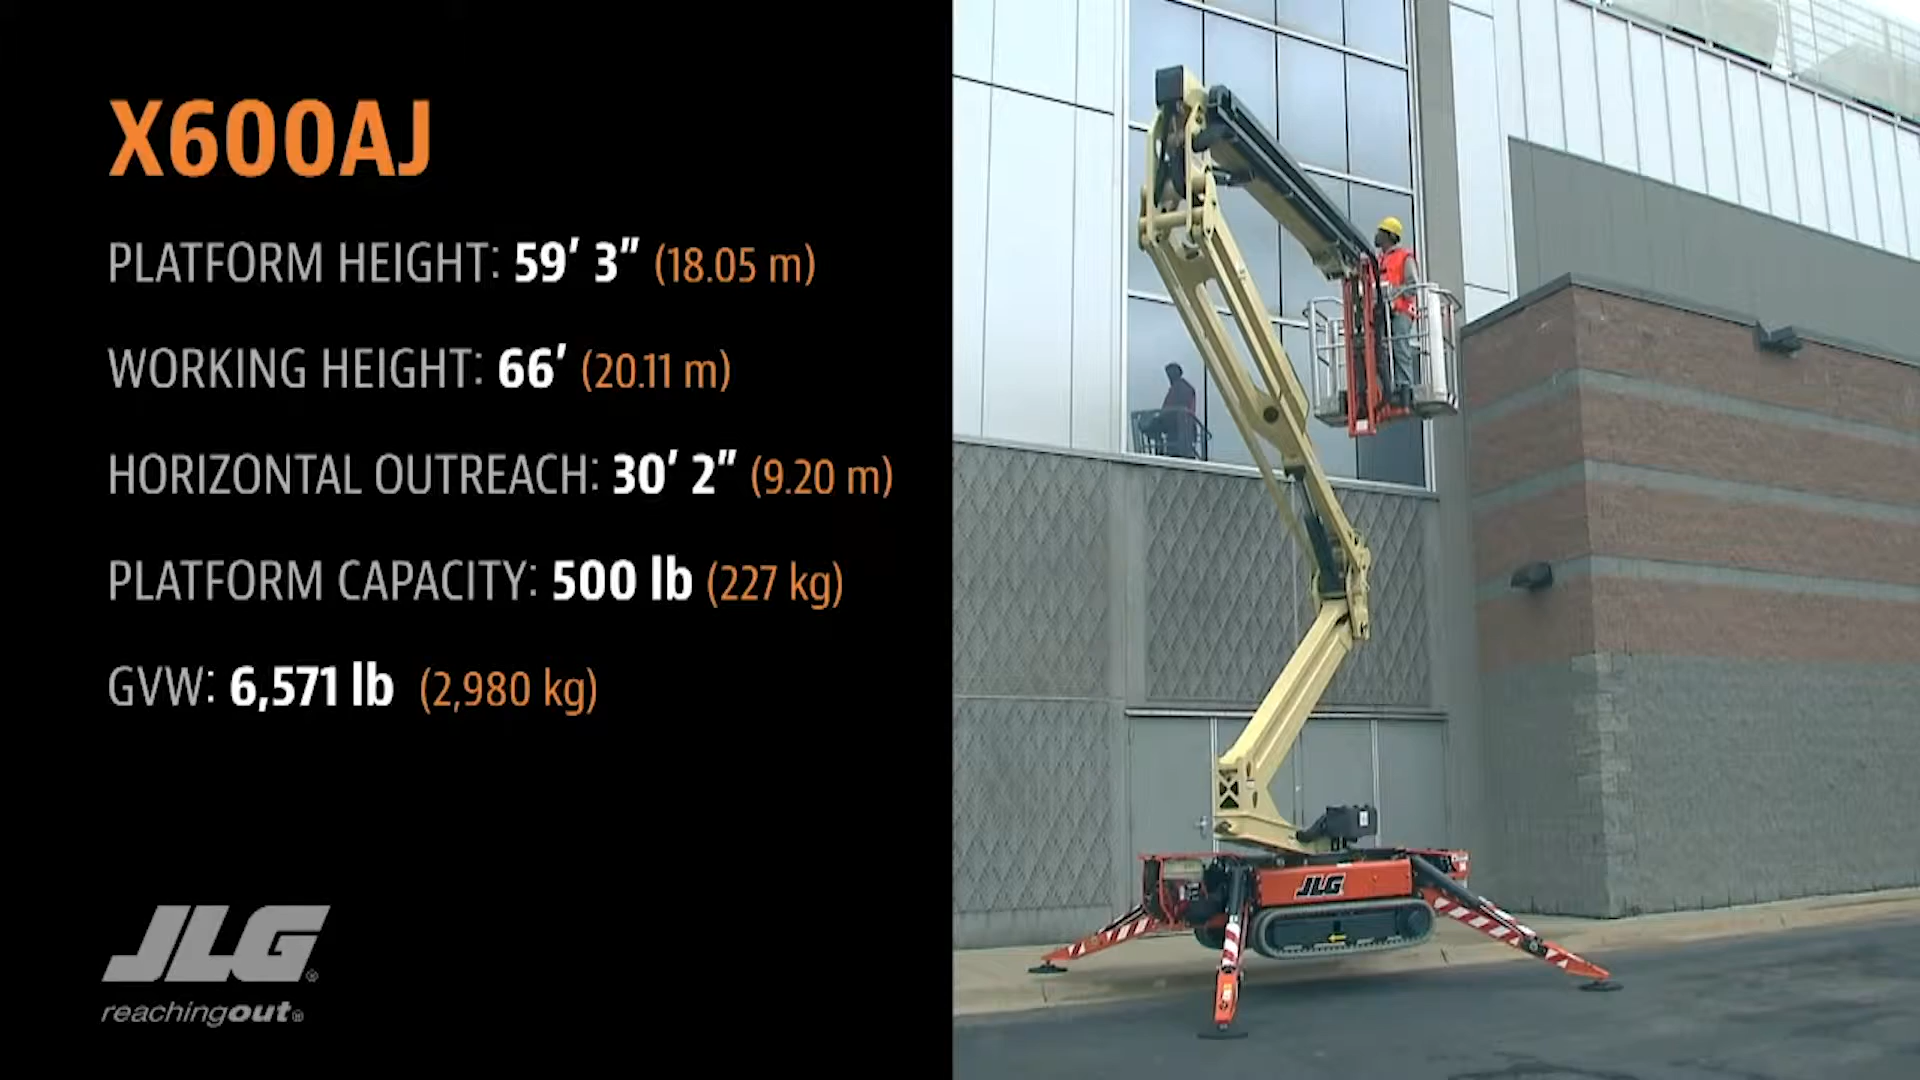 X600AJ
PLATFORM HEIGHT: 59′ 3″ (18.05 m)
WORKING HEIGHT: 66′ (20.11 m)
HORIZONTAL OUTREACH: 30′ 2″ (9.20 m)
PLATFORM CAPACITY: 500 lb (227 kg)
GVW: 6,571 lb (2,980 kg)
JLG®
reachingout®
JLG